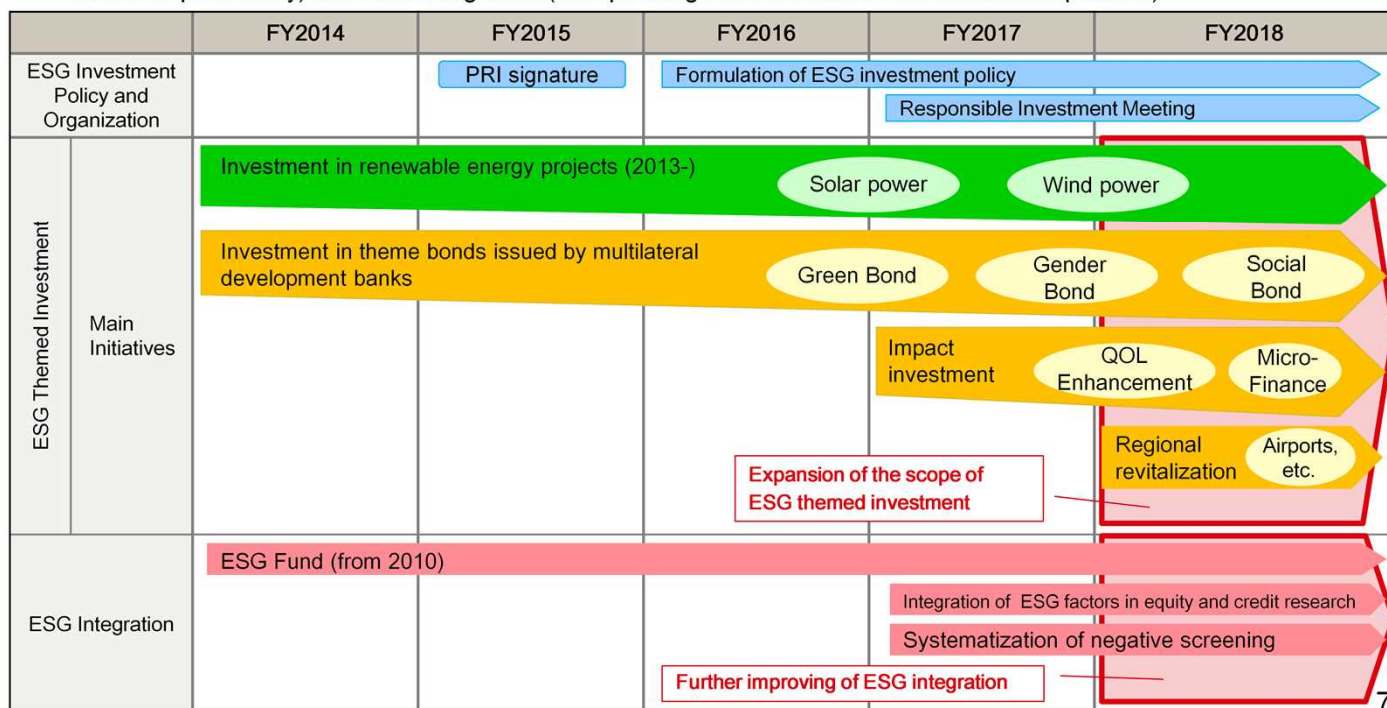 FY2014
FY2015
FY2016
FY2017
FY2018
ESG Investment
Policy and
Organization
PRI signature
Formulation of ESG investment policy
Responsible Investment Meeting
ESG Themed Investment
Main
Initiatives
Investment in renewable energy projects (2013-)
Solar power
Wind power
Investment in theme bonds issued by multilateral
development banks
Green Bond
Gender
Bond
Social
Bond
Impact
investment
QOL
Enhancement
Micro-
Finance
Regional
revitalization
Airports,
etc.
Expansion of the scope of
ESG themed investment
ESG Integration
ESG Fund (from 2010)
Integration of ESG factors in equity and credit research
Systematization of negative screening
Further improving of ESG integration
7